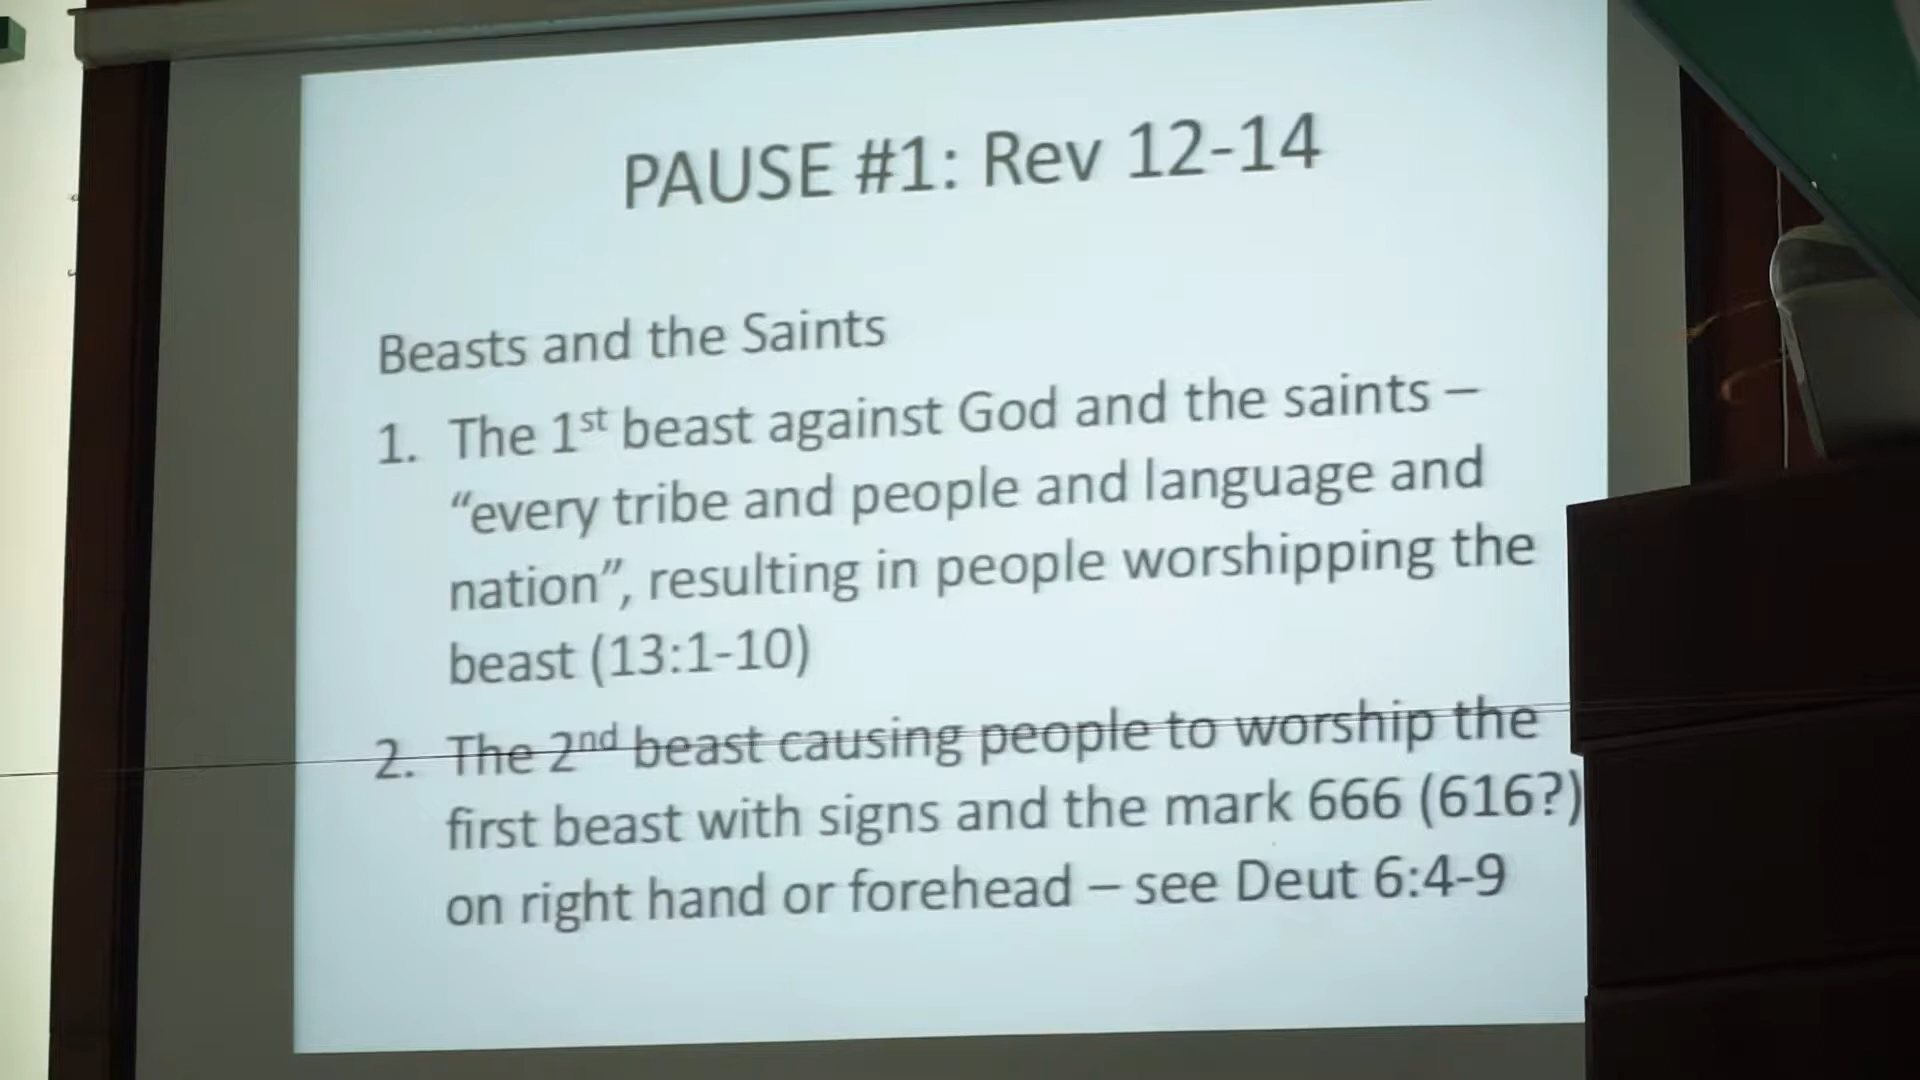 PAUSE #1: Rev 12-14
Beasts and the Saints
1. The 1st beast against God and the saints –
“every tribe and people and language and
nation”, resulting in people worshipping the
beast (13:1-10)
2. The 2nd beast causing people to worship the
first beast with signs and the mark 666 (616?)
on right hand or forehead – see Deut 6:4-9